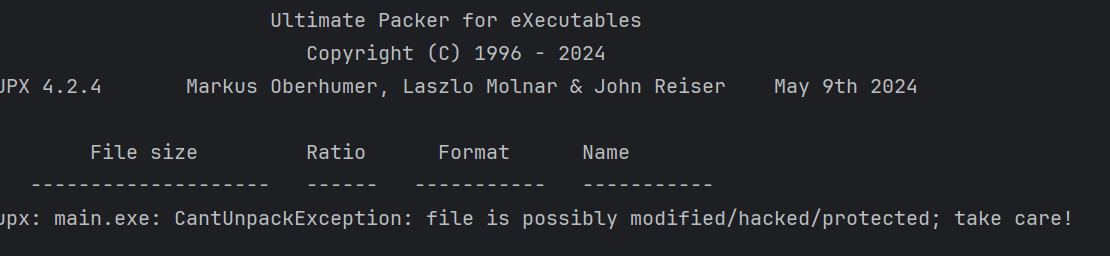 Ultimate Packer for eXecutables
Copyright (C) 1996 - 2024
UPX 4.2.4 Markus Oberhumer, Laszlo Molnar & John Reiser May 9th 2024
File size Ratio Format Name
-------------------- ------ ----------- -----------
upx: main.exe: CantUnpackException: file is possibly modified/hacked/protected; take care!